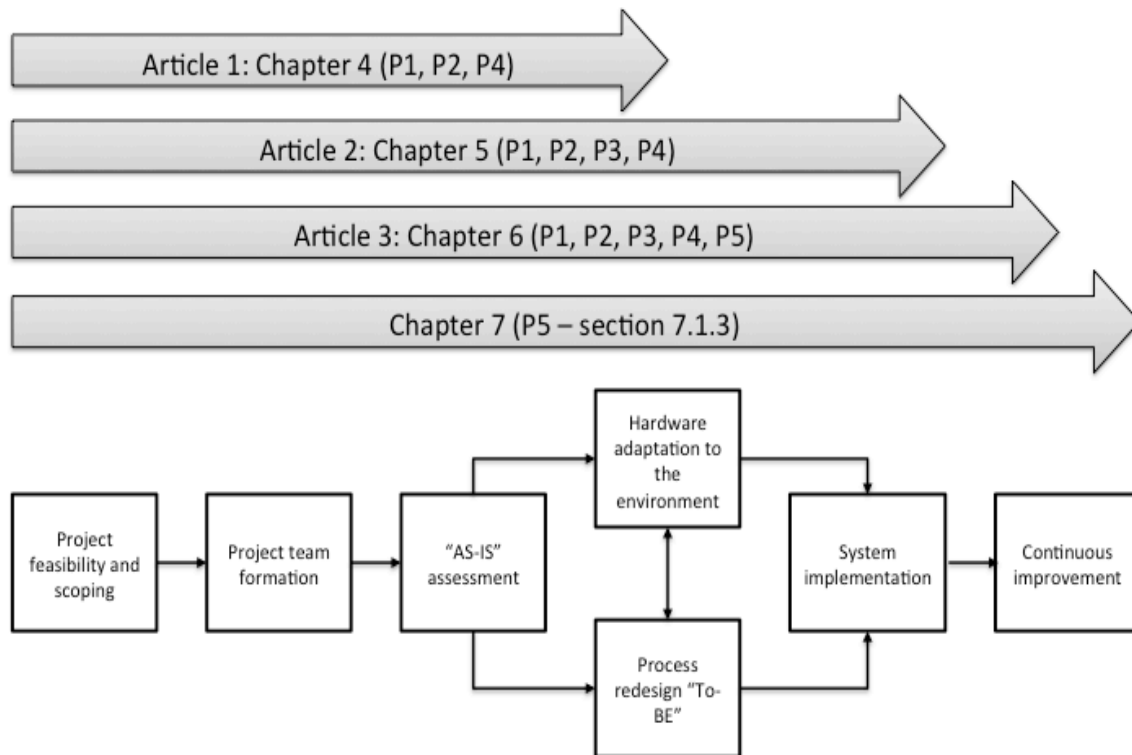 Article 1: Chapter 4 (P1, P2, P4)
Article 2: Chapter 5 (P1, P2, P3, P4)
Article 3: Chapter 6 (P1, P2, P3, P4, P5)
Chapter 7 (P5 – section 7.1.3)
Project
feasibility and
scoping
Project team
formation
“AS-IS”
assessment
Hardware
adaptation to
the
environment
Process
redesign “To-
BE”
System
implementation
Continuous
improvement